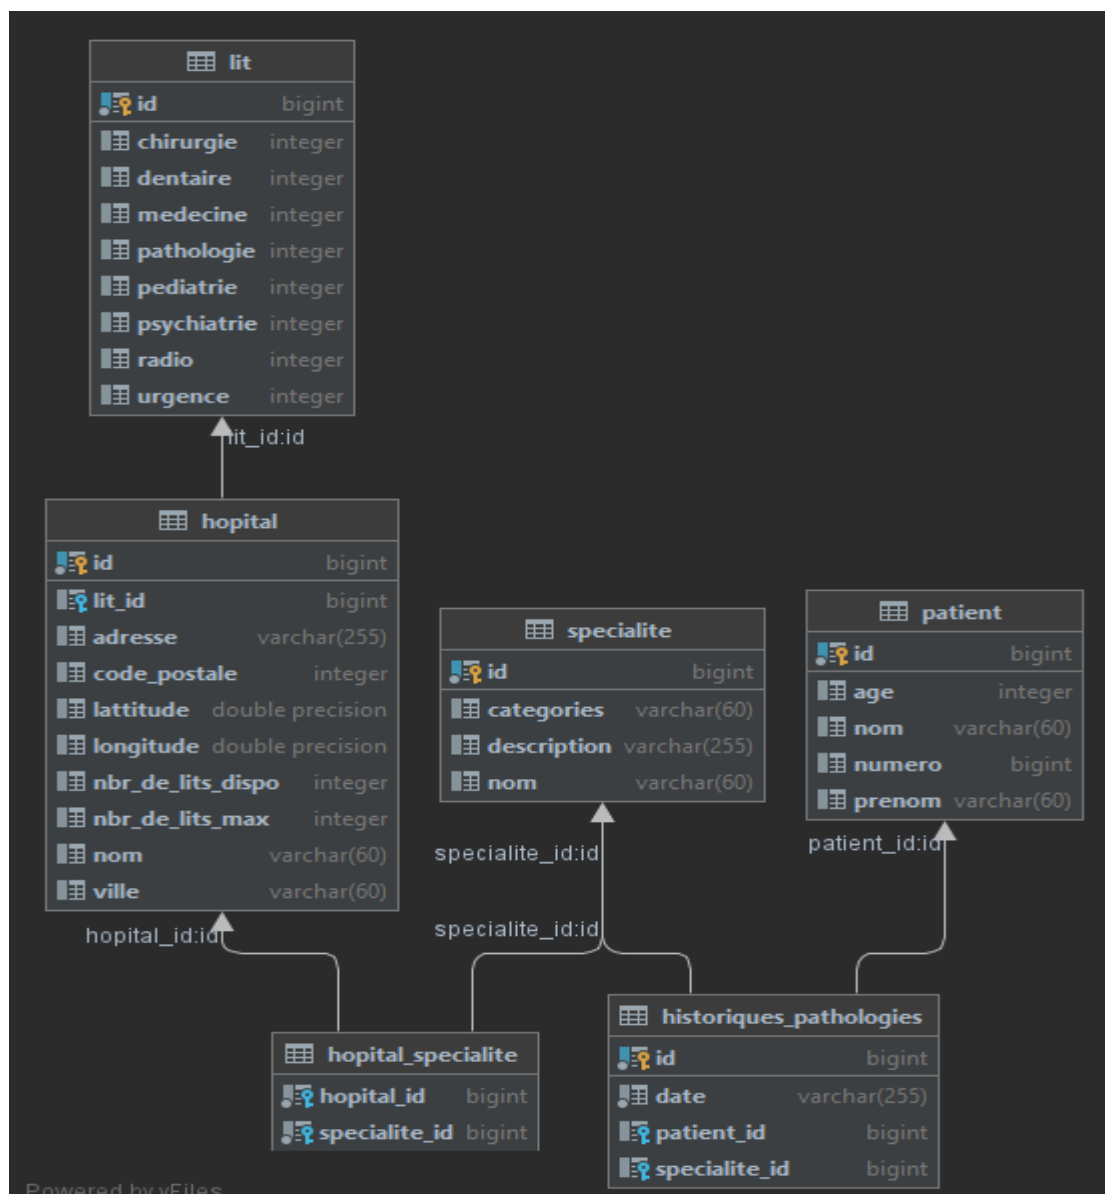 lit
id bigint
chirurgie integer
dentaire integer
medecine integer
pathologie integer
pediatrie integer
psychiatrie integer
radio integer
urgence integer
lit_id:id
hopital
id bigint
lit_id bigint
adresse varchar(255)
code_postale integer
lattitude double precision
longitude double precision
nbr_de_lits_dispo integer
nbr_de_lits_max integer
nom varchar(60)
ville varchar(60)
specialite
id bigint
categories varchar(60)
description varchar(255)
nom varchar(60)
patient
id bigint
age integer
nom varchar(60)
numero bigint
prenom varchar(60)
specialite_id:id
patient_id:id
hopital_id:id
specialite_id:id
hopital_specialite
hopital_id bigint
specialite_id bigint
historiques_pathologies
id bigint
date varchar(255)
patient_id bigint
specialite_id bigint
Powered by yFiles